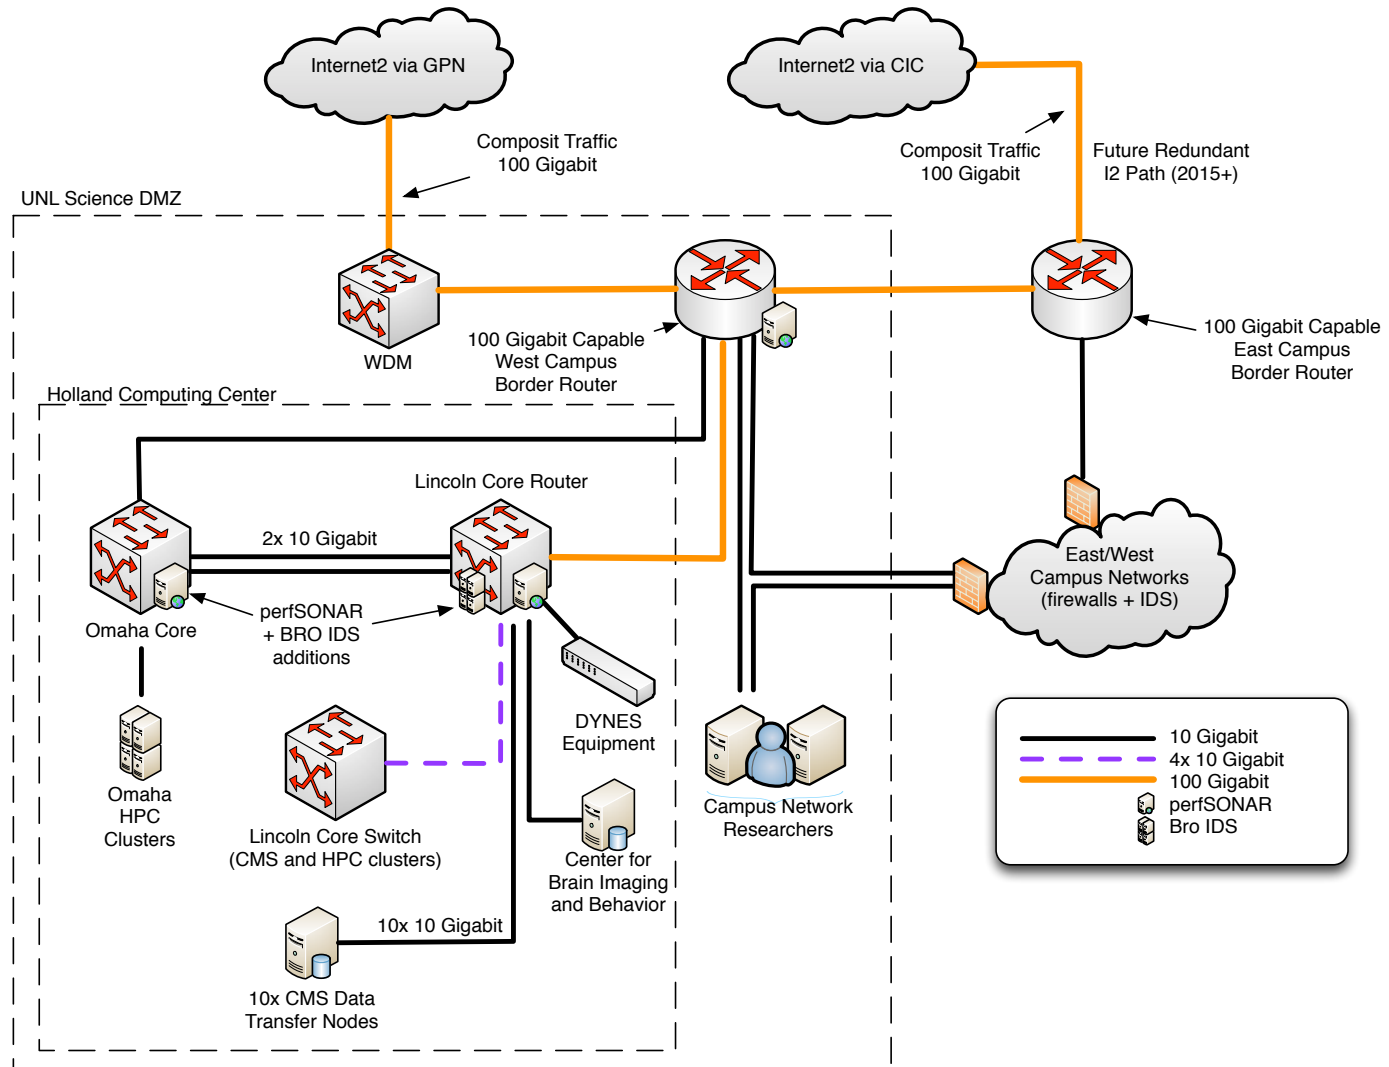 Internet2 via GPN
Internet2 via CIC
Composit Traffic
100 Gigabit
Composit Traffic
100 Gigabit
Future Redundant
I2 Path (2015+)
UNL Science DMZ
WDM
100 Gigabit Capable
West Campus
Border Router
100 Gigabit Capable
East Campus
Border Router
Holland Computing Center
Lincoln Core Router
2x 10 Gigabit
East/West
Campus Networks
(firewalls + IDS)
Omaha Core
perfSONAR
+ BRO IDS
additions
DYNES
Equipment
Omaha
HPC
Clusters
Lincoln Core Switch
(CMS and HPC clusters)
Campus Network
Researchers
Center for
Brain Imaging
and Behavior
10x 10 Gigabit
10x CMS Data
Transfer Nodes
10 Gigabit
4x 10 Gigabit
100 Gigabit
perfSONAR
Bro IDS